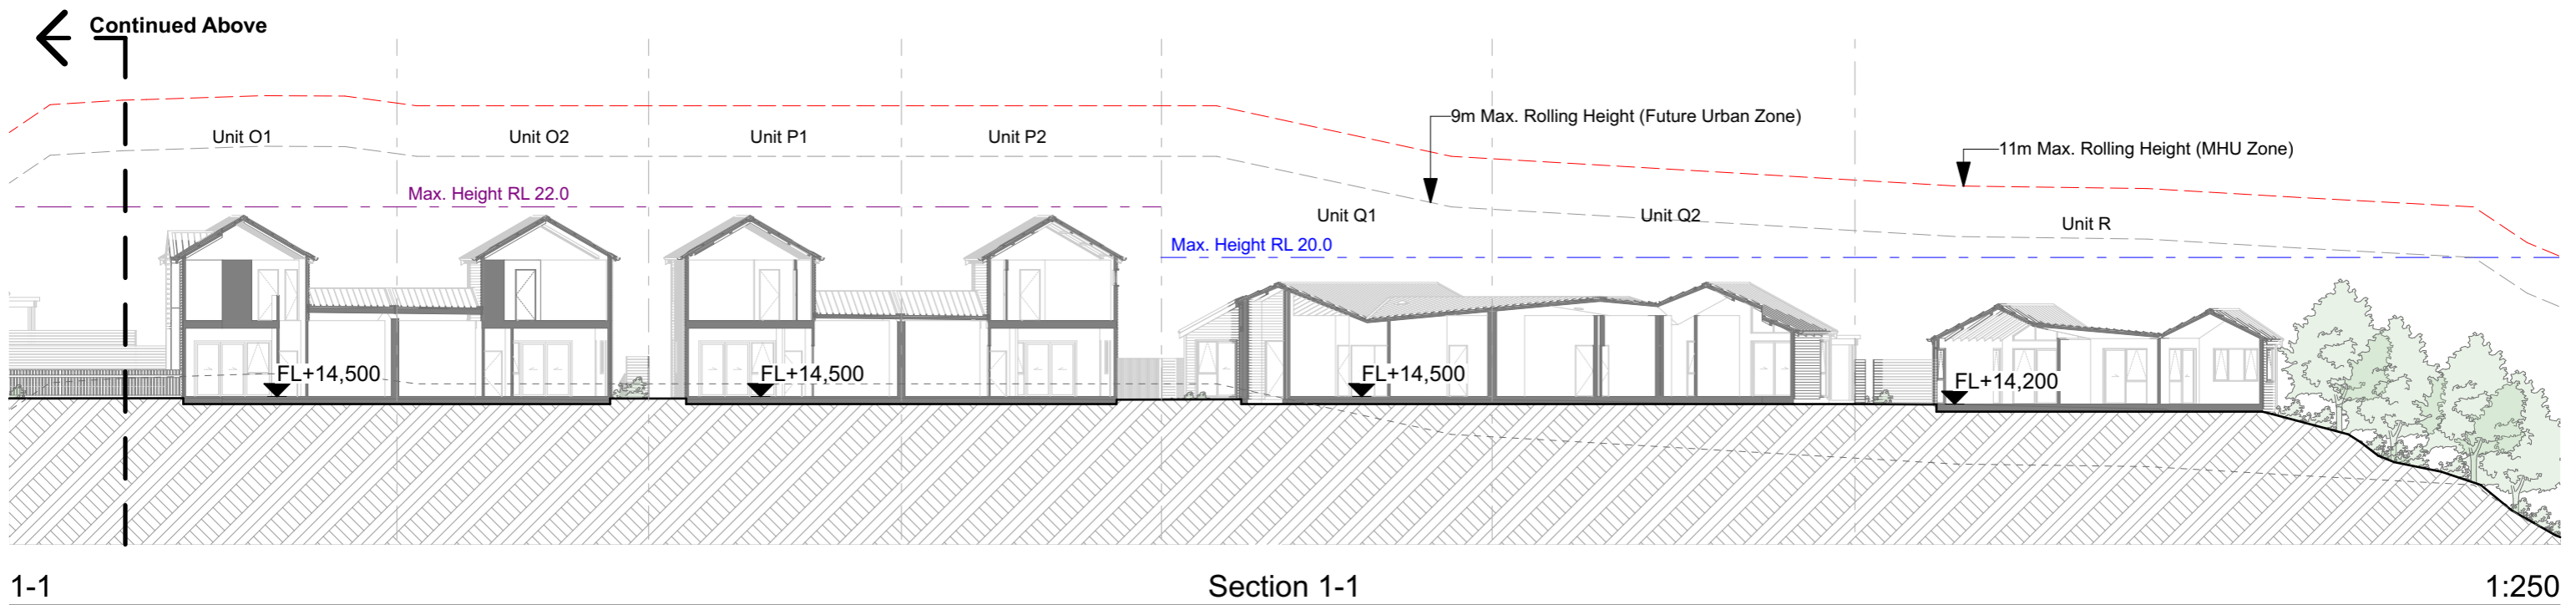 Continued Above
9m Max. Rolling Height (Future Urban Zone)
Unit O1
Unit O2
Unit P1
Unit P2
11m Max. Rolling Height (MHU Zone)
Max. Height RL 22.0
Unit Q1
Unit Q2
Unit R
Max. Height RL 20.0
FL+14,500
FL+14,500
FL+14,500
FL+14,200
1-1
Section 1-1
1:250